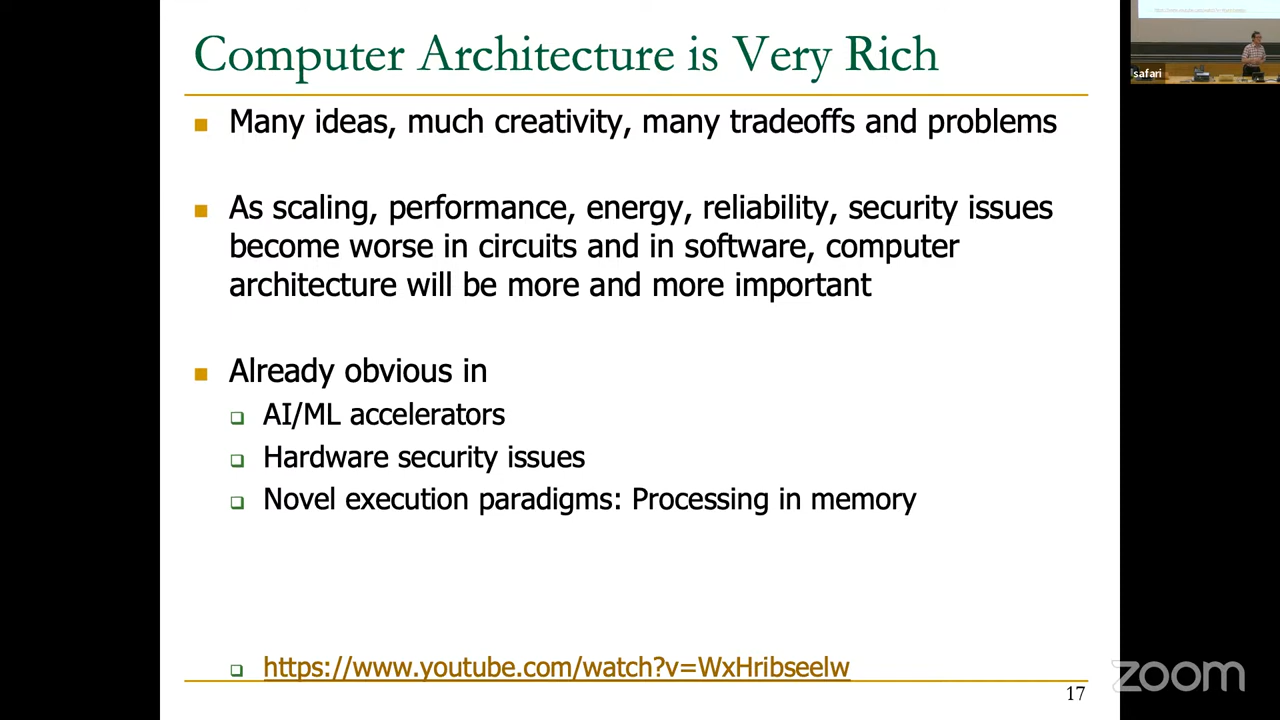 Computer Architecture is Very Rich
Many ideas, much creativity, many tradeoffs and problems
As scaling, performance, energy, reliability, security issues
become worse in circuits and in software, computer
architecture will be more and more important
Already obvious in
AI/ML accelerators
Hardware security issues
Novel execution paradigms: Processing in memory
https://www.youtube.com/watch?v=WxHribseelw
17
safari
zoom